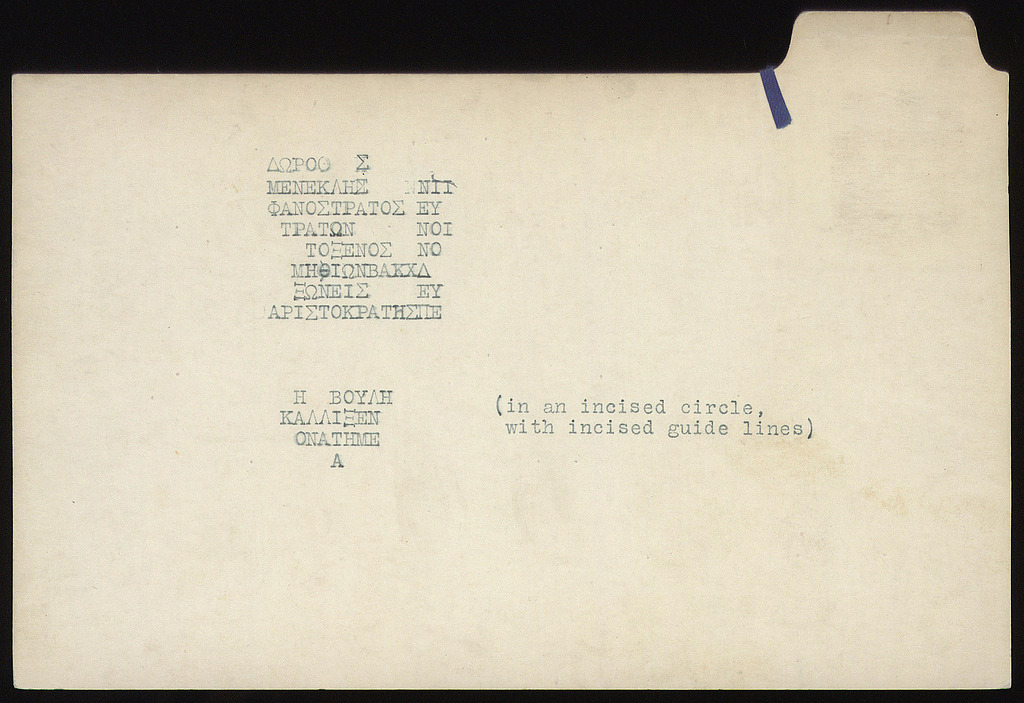 ΔΩΡΟΘ Σ
ΜΕΝΕΚΛΗΣ
ΦΑΝΟΣΤΡΑΤΟΣ ΕΥ
ΤΡΑΤΩΝ ΝΟΙ
ΤΟΞΕΝΟΣ ΝΟ
ΜΗΘΙΩΝΒΑΚΧΔ
ΞΩΝΕΙΣ ΕΥ
ΑΡΙΣΤΟΚΡΑΤΗΣΠΕ
Η ΒΟΥΛΗ
ΚΑΛΛΙΞΕΝ
ΟΝΑΤΗΜΕ
Α
(in an incised circle,
with incised guide lines)